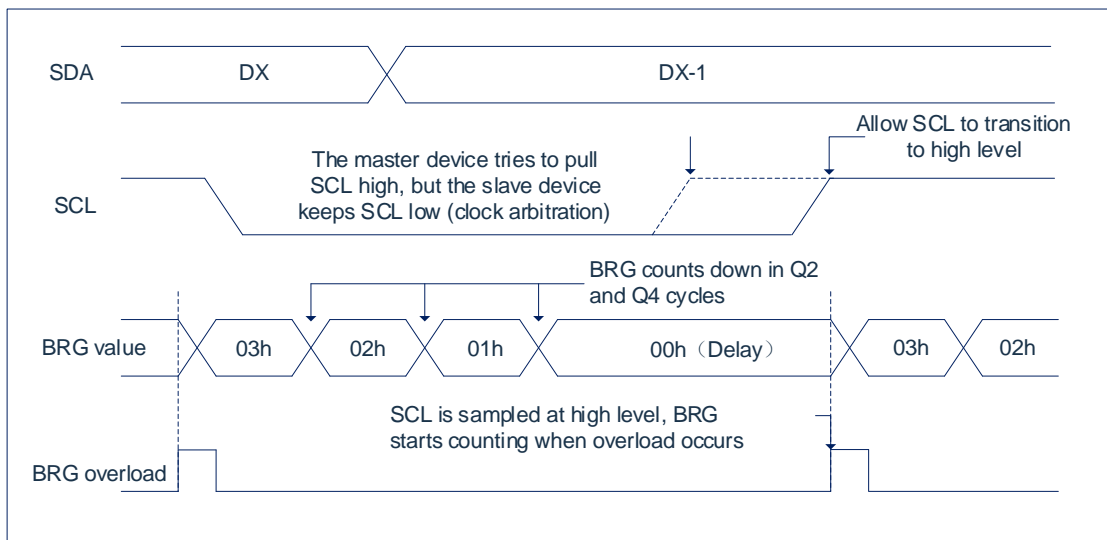 SDA
DX
DX-1
Allow SCL to transition
to high level
The master device tries to pull
SCL high, but the slave device
keeps SCL low (clock arbitration)
SCL
BRG counts down in Q2
and Q4 cycles
BRG value
03h
02h
01h
00h（Delay）
03h
02h
SCL is sampled at high level, BRG
starts counting when overload occurs
BRG overload